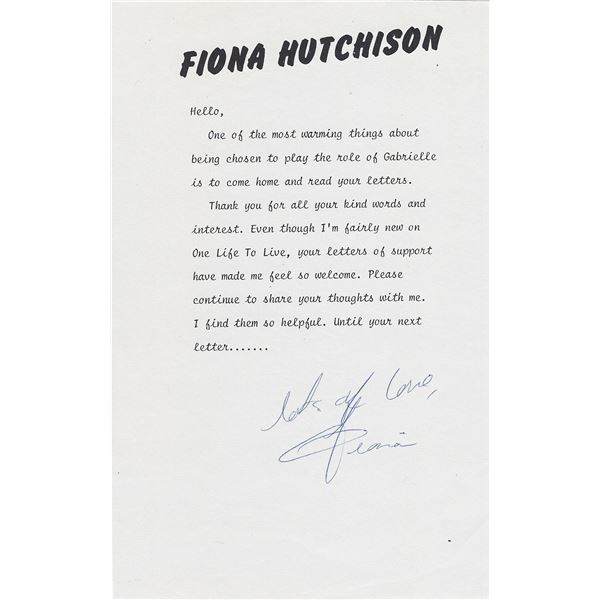 FIONA HUTCHISON
Hello,
One of the most warming things about
being chosen to play the role of Gabrielle
is to come home and read your letters.
Thank you for all your kind words and
interest. Even though I'm fairly new on
One Life To Live, your letters of support
have made me feel so welcome. Please
continue to share your thoughts with me.
I find them so helpful. Until your next
letter.......
lots of love,
Fiona